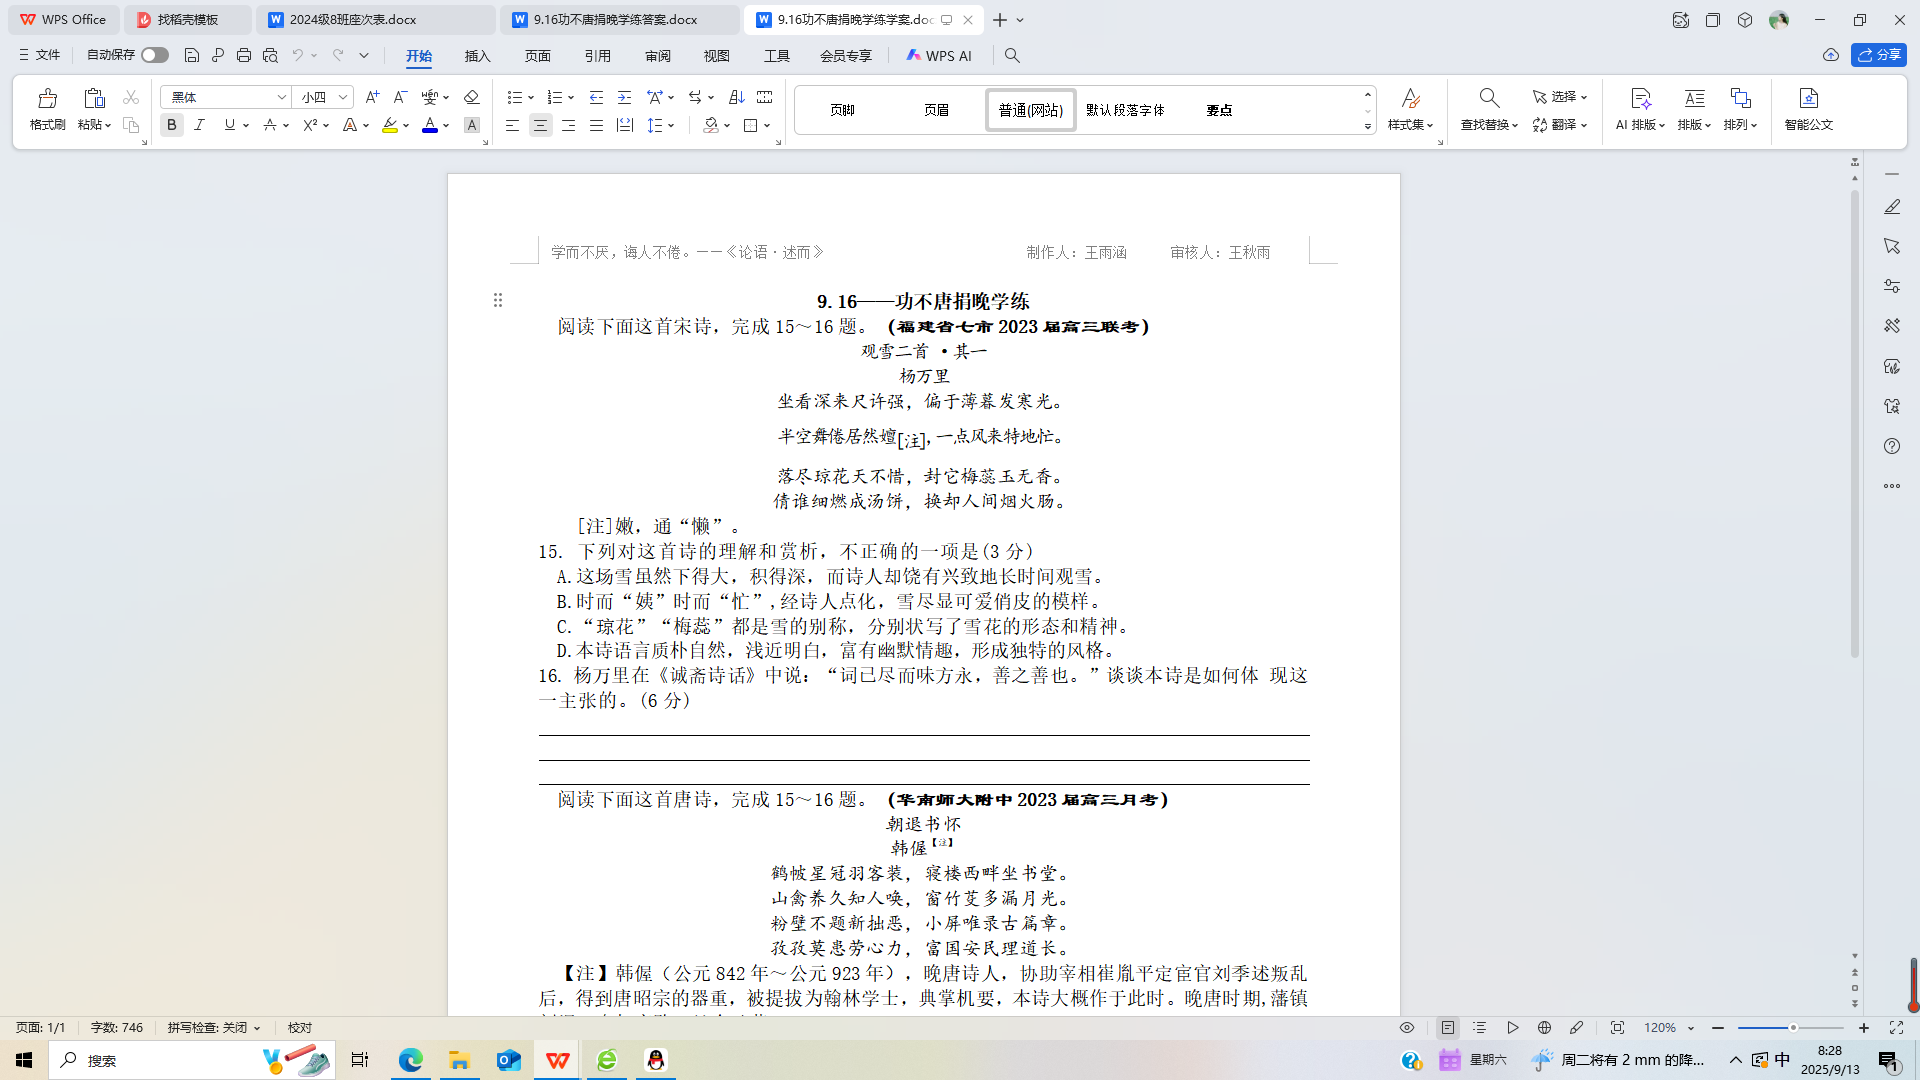 WPS Office
找稻壳模板
2024级8班座次表.docx
9.16功不唐捐晚学练答案.docx
9.16功不唐捐晚学练学案.doc
文件
自动保存
开始
插入
页面
引用
审阅
视图
工具
会员专享
WPS AI
分享
格式刷
粘贴
黑体
小四
页脚
页眉
普通(网站)
默认段落字体
要点
样式集
查找替换
选择
翻译
AI 排版
排版
排列
智能公文
学而不厌，诲人不倦。——《论语·述而》
制作人：王雨涵 审核人：王秋雨
9.16——功不唐捐晚学练
阅读下面这首宋诗，完成15～16题。（福建省七市2023届高三联考）
观雪二首 ·其一
杨万里
坐看深来尺许强，偏于薄暮发寒光。
半空舞倦居然嬗[注],一点风来特地忙。
落尽琼花天不惜，封它梅蕊玉无香。
倩谁细燃成汤饼，换却人间烟火肠。
[注]嫩，通“懒”。
15. 下列对这首诗的理解和赏析，不正确的一项是(3分)
A.这场雪虽然下得大，积得深，而诗人却饶有兴致地长时间观雪。
B.时而“姨”时而“忙”,经诗人点化，雪尽显可爱俏皮的模样。
C.“琼花”“梅蕊”都是雪的别称，分别状写了雪花的形态和精神。
D.本诗语言质朴自然，浅近明白，富有幽默情趣，形成独特的风格。
16. 杨万里在《诚斋诗话》中说：“词已尽而味方永，善之善也。”谈谈本诗是如何体 现这
一主张的。(6分)
阅读下面这首唐诗，完成15～16题。（华南师大附中2023届高三月考）
朝退书怀
韩偓【注】
鹤帔星冠羽客装，寝楼西畔坐书堂。
山禽养久知人唤，窗竹芟多漏月光。
粉壁不题新拙恶，小屏唯录古篇章。
孜孜莫患劳心力，富国安民理道长。
【注】韩偓（公元842年～公元923年），晚唐诗人，协助宰相崔胤平定宦官刘季述叛乱
后，得到唐昭宗的器重，被提拔为翰林学士，典掌机要，本诗大概作于此时。晚唐时期,藩镇
页面: 1/1
字数: 746
拼写检查: 关闭
校对
120%
搜索
星期六
周二将有 2 mm 的降...
中
8:28
2025/9/13
1